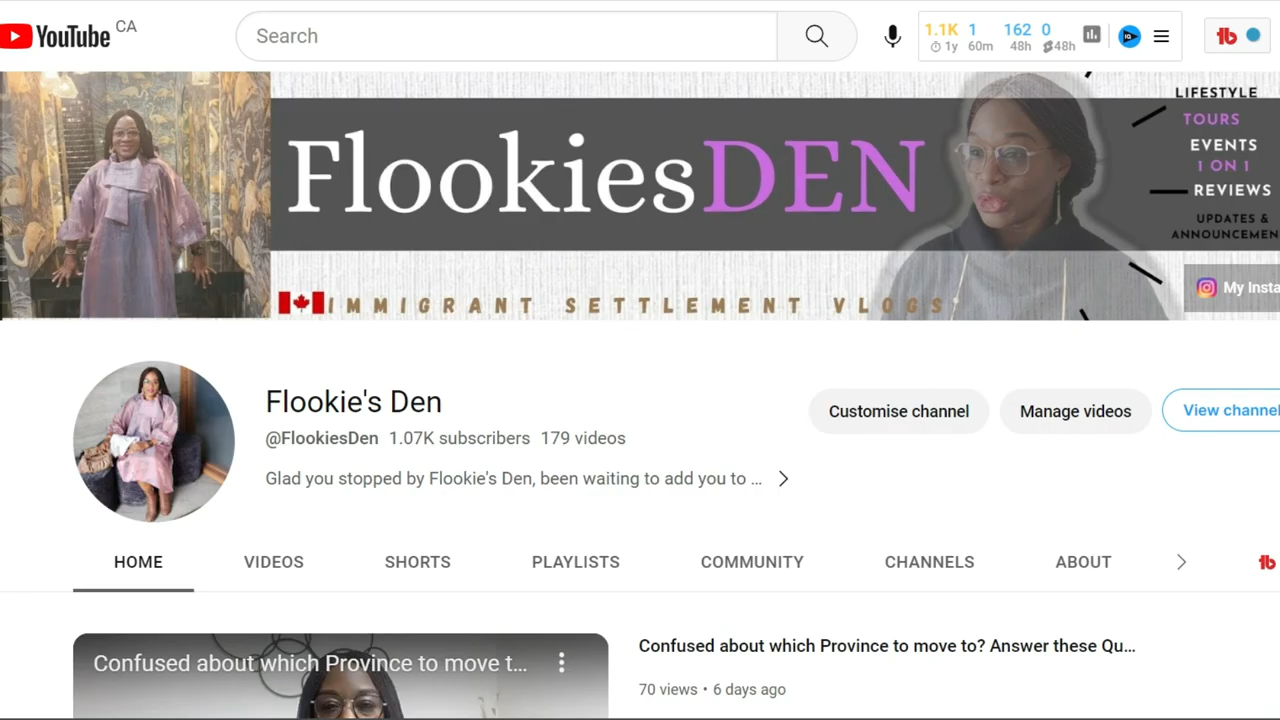 YouTube CA
Search
1.1K 1 162 0
1y 60m 48h 48h
LIFESTYLE
TOURS
EVENTS
1 ON 1
REVIEWS
UPDATES &
ANNOUNCEMEN
FlookiesDEN
IMMIGRANT SETTLEMENT VLOGS
My Insta
Flookie's Den
@FlookiesDen 1.07K subscribers 179 videos
Glad you stopped by Flookie's Den, been waiting to add you to ...
Customise channel
Manage videos
View channel
HOME VIDEOS SHORTS PLAYLISTS COMMUNITY CHANNELS ABOUT
Confused about which Province to move t...
Confused about which Province to move to? Answer these Qu...
70 views • 6 days ago